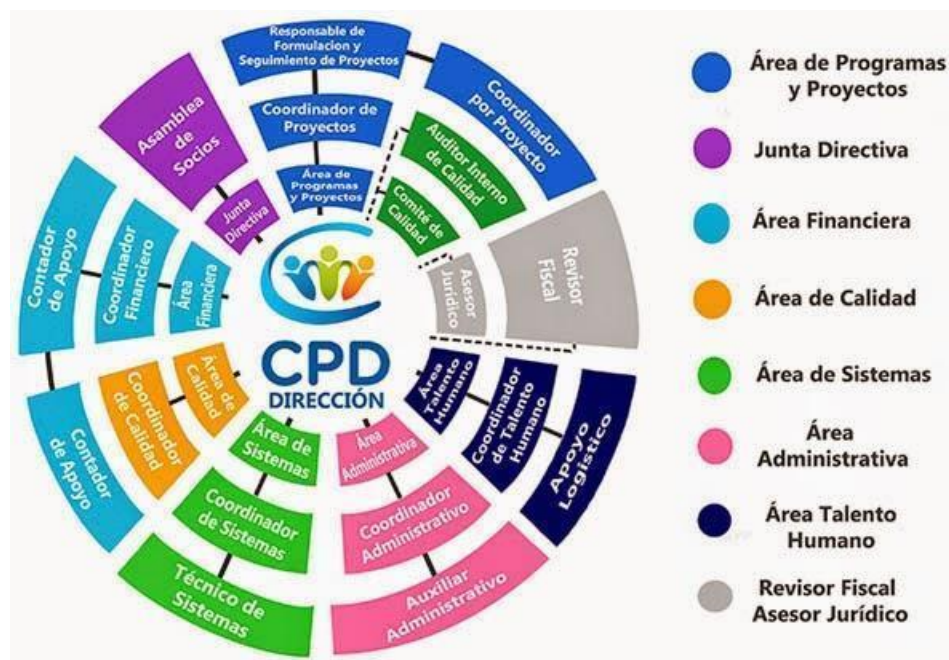 Responsable de
Formulacion y
Seguimiento de Proyectos
Coordinador de
Proyectos
Área de
Programas
y Proyectos
Coordinador
por Proyecto
Auditor Interno
de Calidad
Comité de
Calidad
Revisor
Fiscal
Asesor
Jurídico
Área
Talento
Humano
Coordinador
de Talento
Humano
Apoyo
Logístico
Área
Administrativa
Coordinador
Administrativo
Auxiliar
Administrativo
Área de
Sistemas
Coordinador
de Sistemas
Técnico de
Sistemas
Área de
Calidad
Coordinador
de Calidad
Contador
de Apoyo
Área
Financiera
Coordinador
Financiero
Contador
de Apoyo
Junta
Directiva
Asamblea
de
Socios
CPD
DIRECCIÓN
Área de Programas
y Proyectos
Junta Directiva
Área Financiera
Área de Calidad
Área de Sistemas
Área
Administrativa
Área Talento
Humano
Revisor Fiscal
Asesor Jurídico